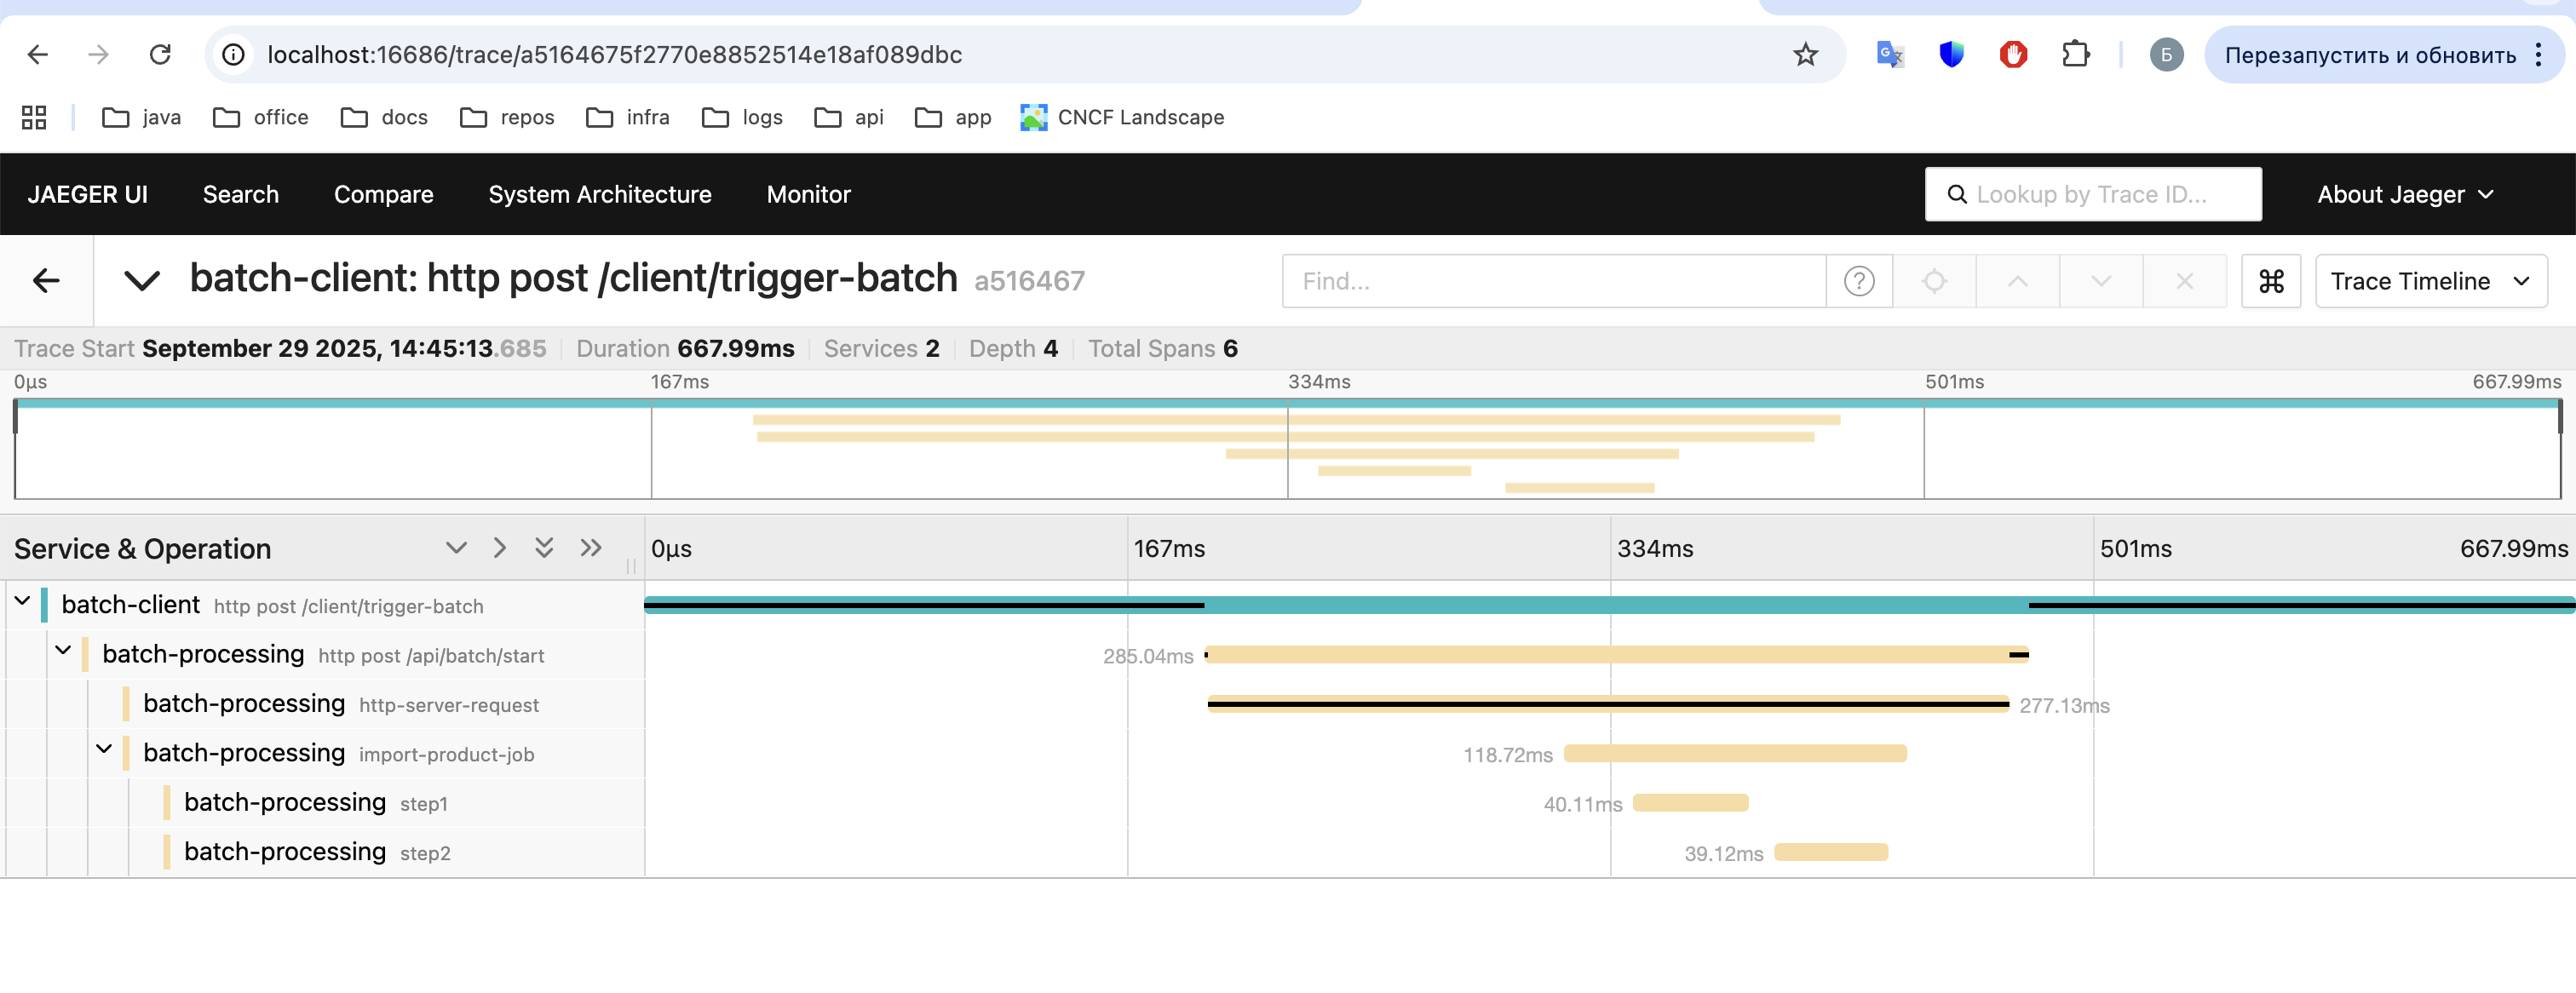 localhost:16686/trace/a5164675f2770e8852514e18af089dbc
Б
Перезапустить и обновить
java office docs repos infra logs api app CNCF Landscape
JAEGER UI Search Compare System Architecture Monitor Lookup by Trace ID... About Jaeger
batch-client: http post /client/trigger-batch a516467 Find... ? ⌘ Trace Timeline
Trace Start September 29 2025, 14:45:13.685 Duration 667.99ms Services 2 Depth 4 Total Spans 6
0μs 167ms 334ms 501ms 667.99ms
Service & Operation 0μs 167ms 334ms 501ms 667.99ms
batch-client http post /client/trigger-batch
batch-processing http post /api/batch/start 285.04ms
batch-processing http-server-request 277.13ms
batch-processing import-product-job 118.72ms
batch-processing step1 40.11ms
batch-processing step2 39.12ms